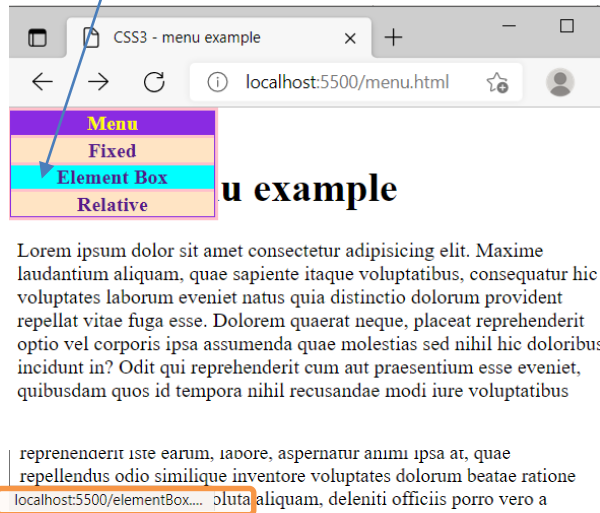 CSS3 - menu example
localhost:5500/menu.html
Menu
Fixed
Element Box
Relative
u example
Lorem ipsum dolor sit amet consectetur adipisicing elit. Maxime
laudantium aliquam, quae sapiente itaque voluptatibus, consequatur hic
voluptates laborum eveniet natus quia distinctio dolorum provident
repellat vitae fuga esse. Dolorem quaerat neque, placeat reprehenderit
optio vel corporis ipsa assumenda quae molestias sed nihil hic doloribus
incidunt in? Odit qui reprehenderit cum aut praesentium esse eveniet,
quibusdam quos id tempora nihil recusandae modi iure voluptatibus
reprehenderit iste earum, labore, aspernatur animi ipsa at, quae
repellendus odio similique inventore voluptates dolorum beatae ratione
localhost:5500/elementBox.... oluta aliquam, deleniti officiis porro vero a